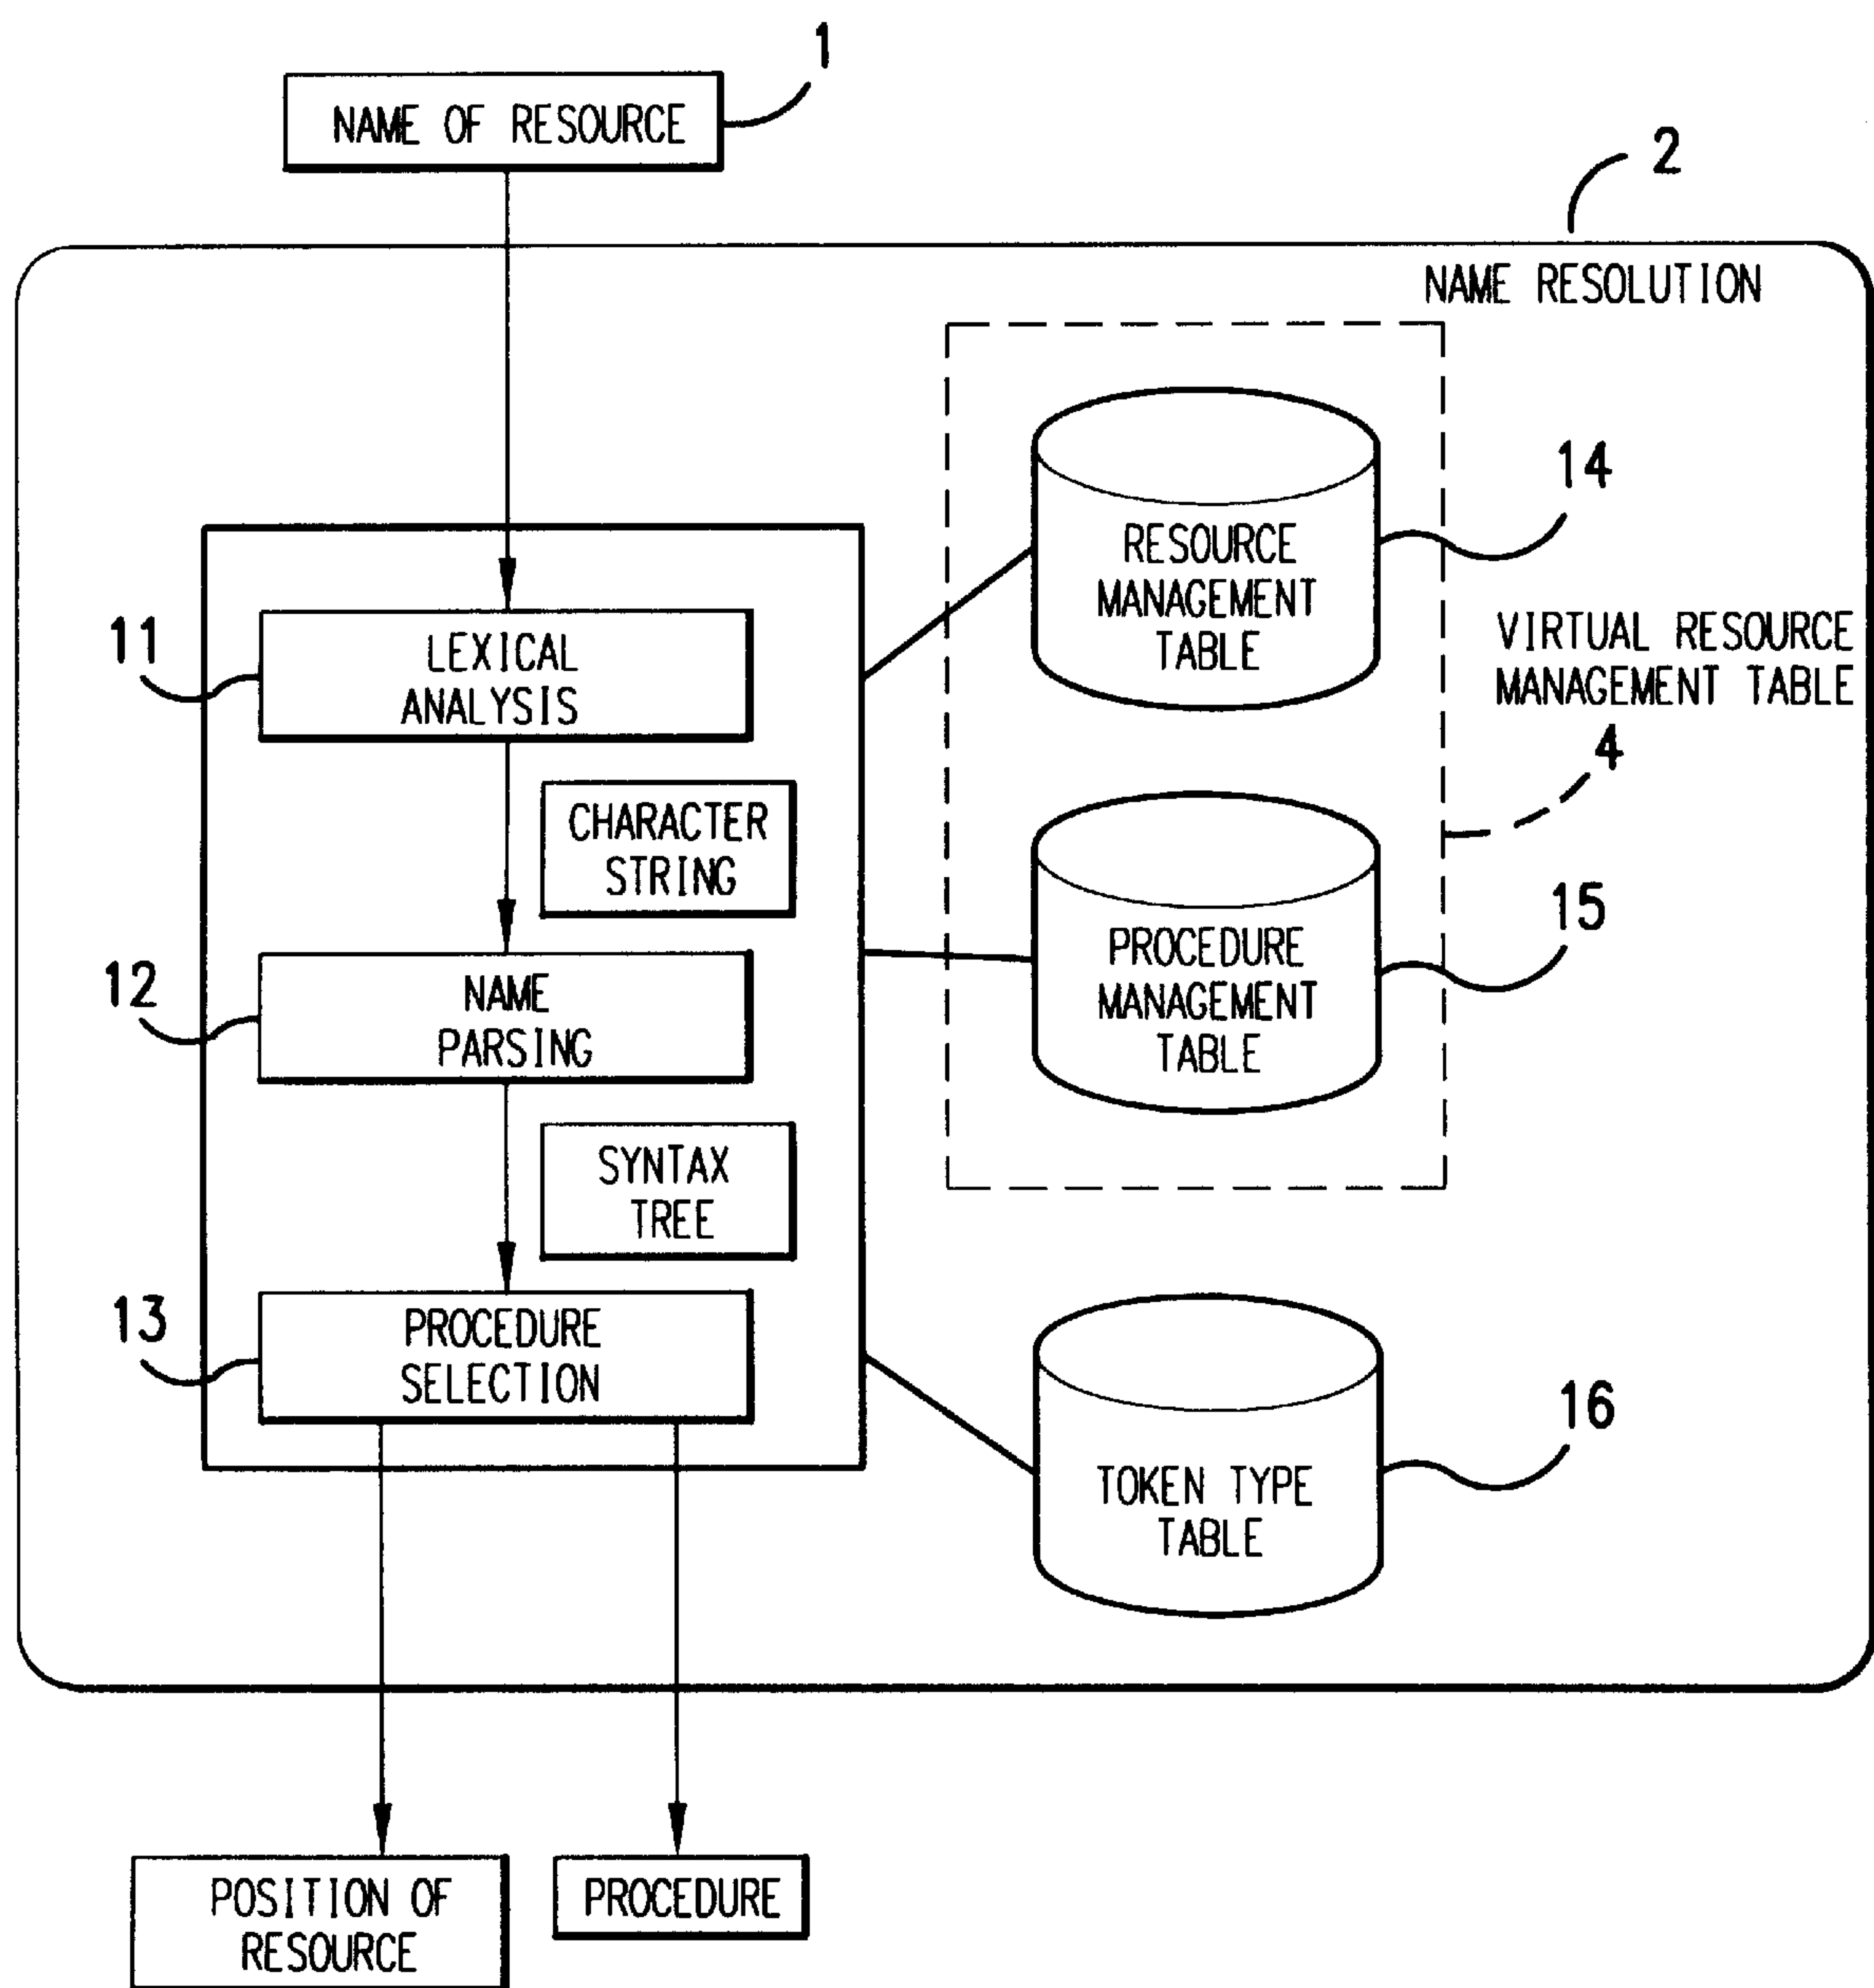 1
NAME OF RESOURCE
2
NAME RESOLUTION
14
RESOURCE
MANAGEMENT
TABLE
VIRTUAL RESOURCE
MANAGEMENT TABLE
4
11
LEXICAL
ANALYSIS
CHARACTER
STRING
15
PROCEDURE
MANAGEMENT
TABLE
12
NAME
PARSING
SYNTAX
TREE
13
PROCEDURE
SELECTION
16
TOKEN TYPE
TABLE
POSITION OF
RESOURCE
PROCEDURE